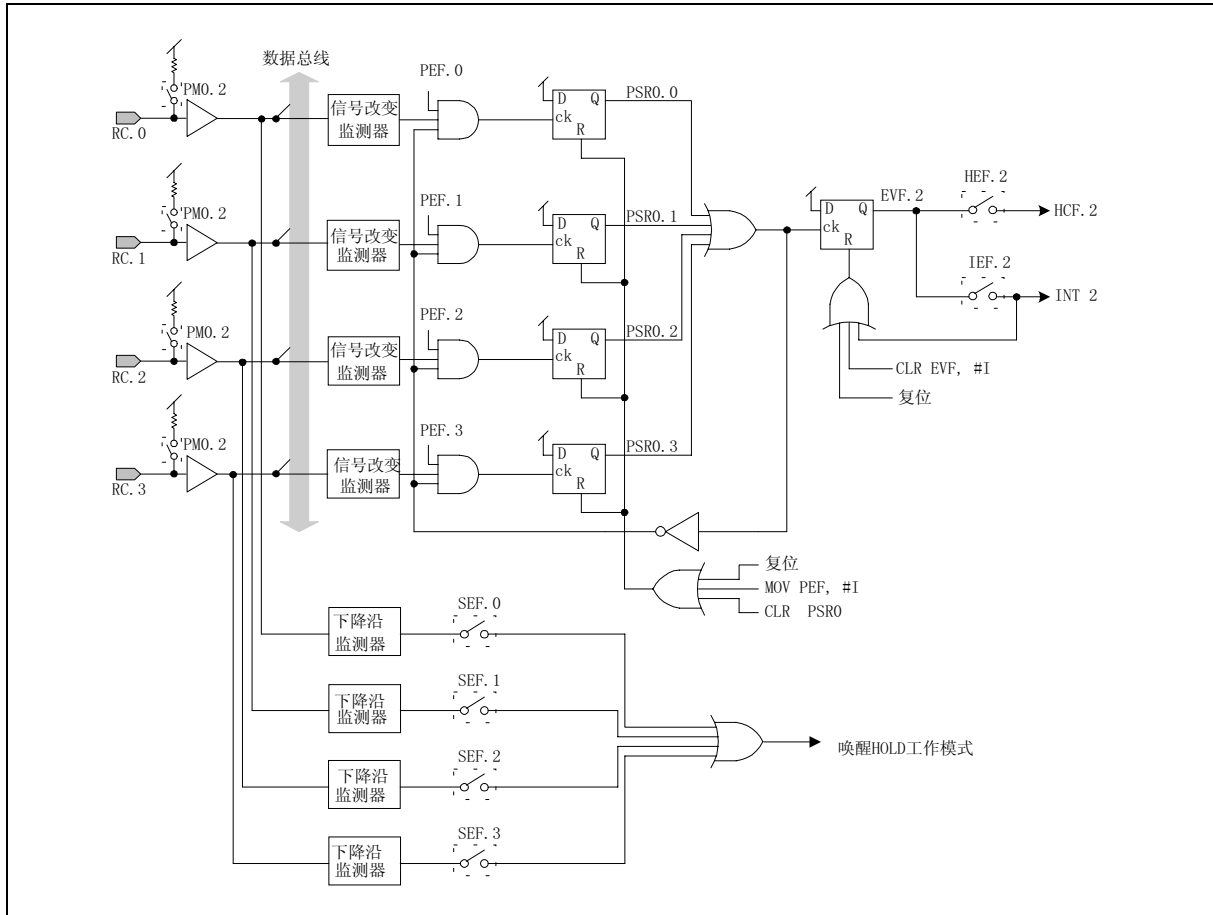 数据总线
PM0.2
RC.0
信号改变
监测器
PEF.0
D
Q
ck
R
PSR0.0
PM0.2
RC.1
信号改变
监测器
PEF.1
D
Q
ck
R
PSR0.1
D
Q
ck
R
EVF.2
HEF.2
HCF.2
IEF.2
INT 2
CLR EVF, #I
复位
PM0.2
RC.2
信号改变
监测器
PEF.2
D
Q
ck
R
PSR0.2
PM0.2
RC.3
信号改变
监测器
PEF.3
D
Q
ck
R
PSR0.3
复位
MOV PEF, #I
CLR PSR0
下降沿
监测器
SEF.0
下降沿
监测器
SEF.1
下降沿
监测器
SEF.2
下降沿
监测器
SEF.3
唤醒HOLD工作模式